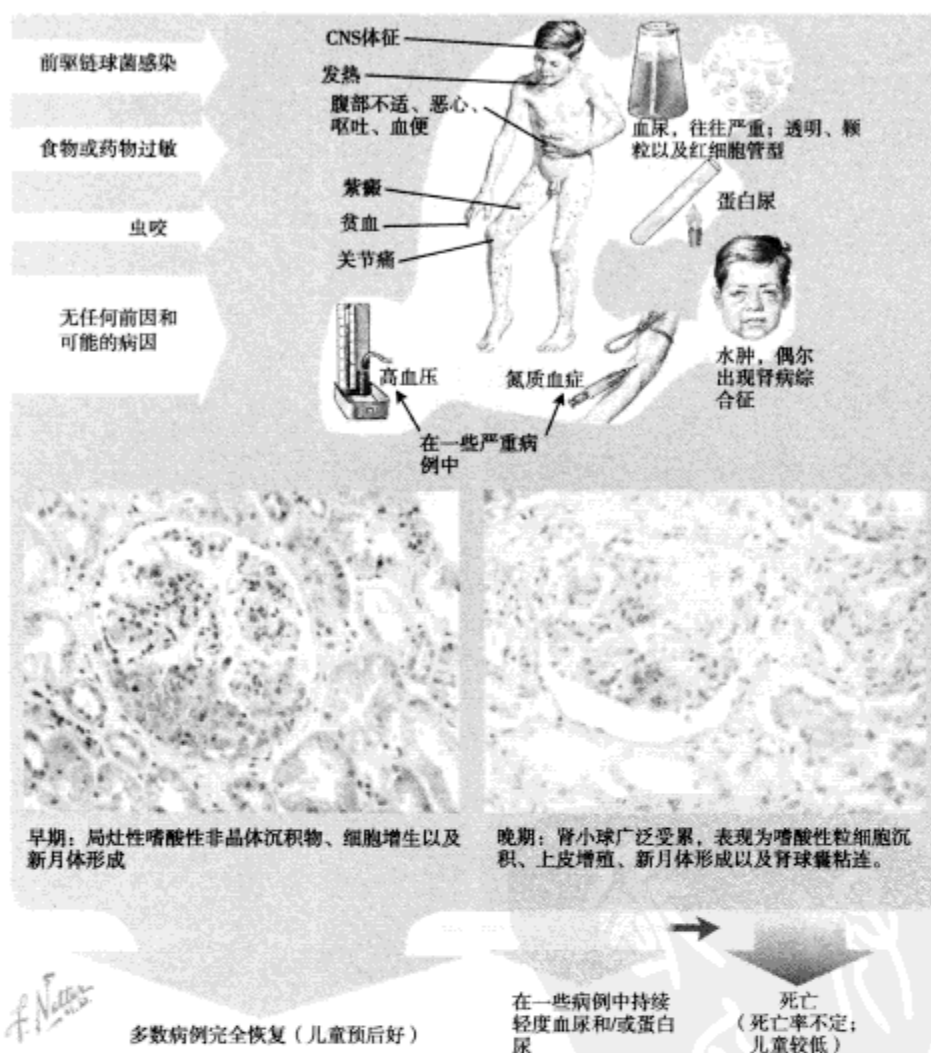 前驱链球菌感染
食物或药物过敏
虫咬
无任何前因和
可能的病因
CNS体征
发热
腹部不适、恶心、
呕吐、血便
紫癜
贫血
关节痛
血尿，往往严重；透明、颗
粒以及红细胞管型
蛋白尿
水肿，偶尔
出现肾病综
合征
高血压
氮质血症
在一些严重病
例中
早期：局灶性嗜酸性非晶体沉积物、细胞增生以及
新月体形成
晚期：肾小球广泛受累，表现为嗜酸性粒细胞沉
积、上皮增殖、新月体形成以及肾球囊粘连。
多数病例完全恢复（儿童预后好）
在一些病例中持续
轻度血尿和/或蛋白
尿
死亡
（死亡率不定；
儿童较低）
F. Netter